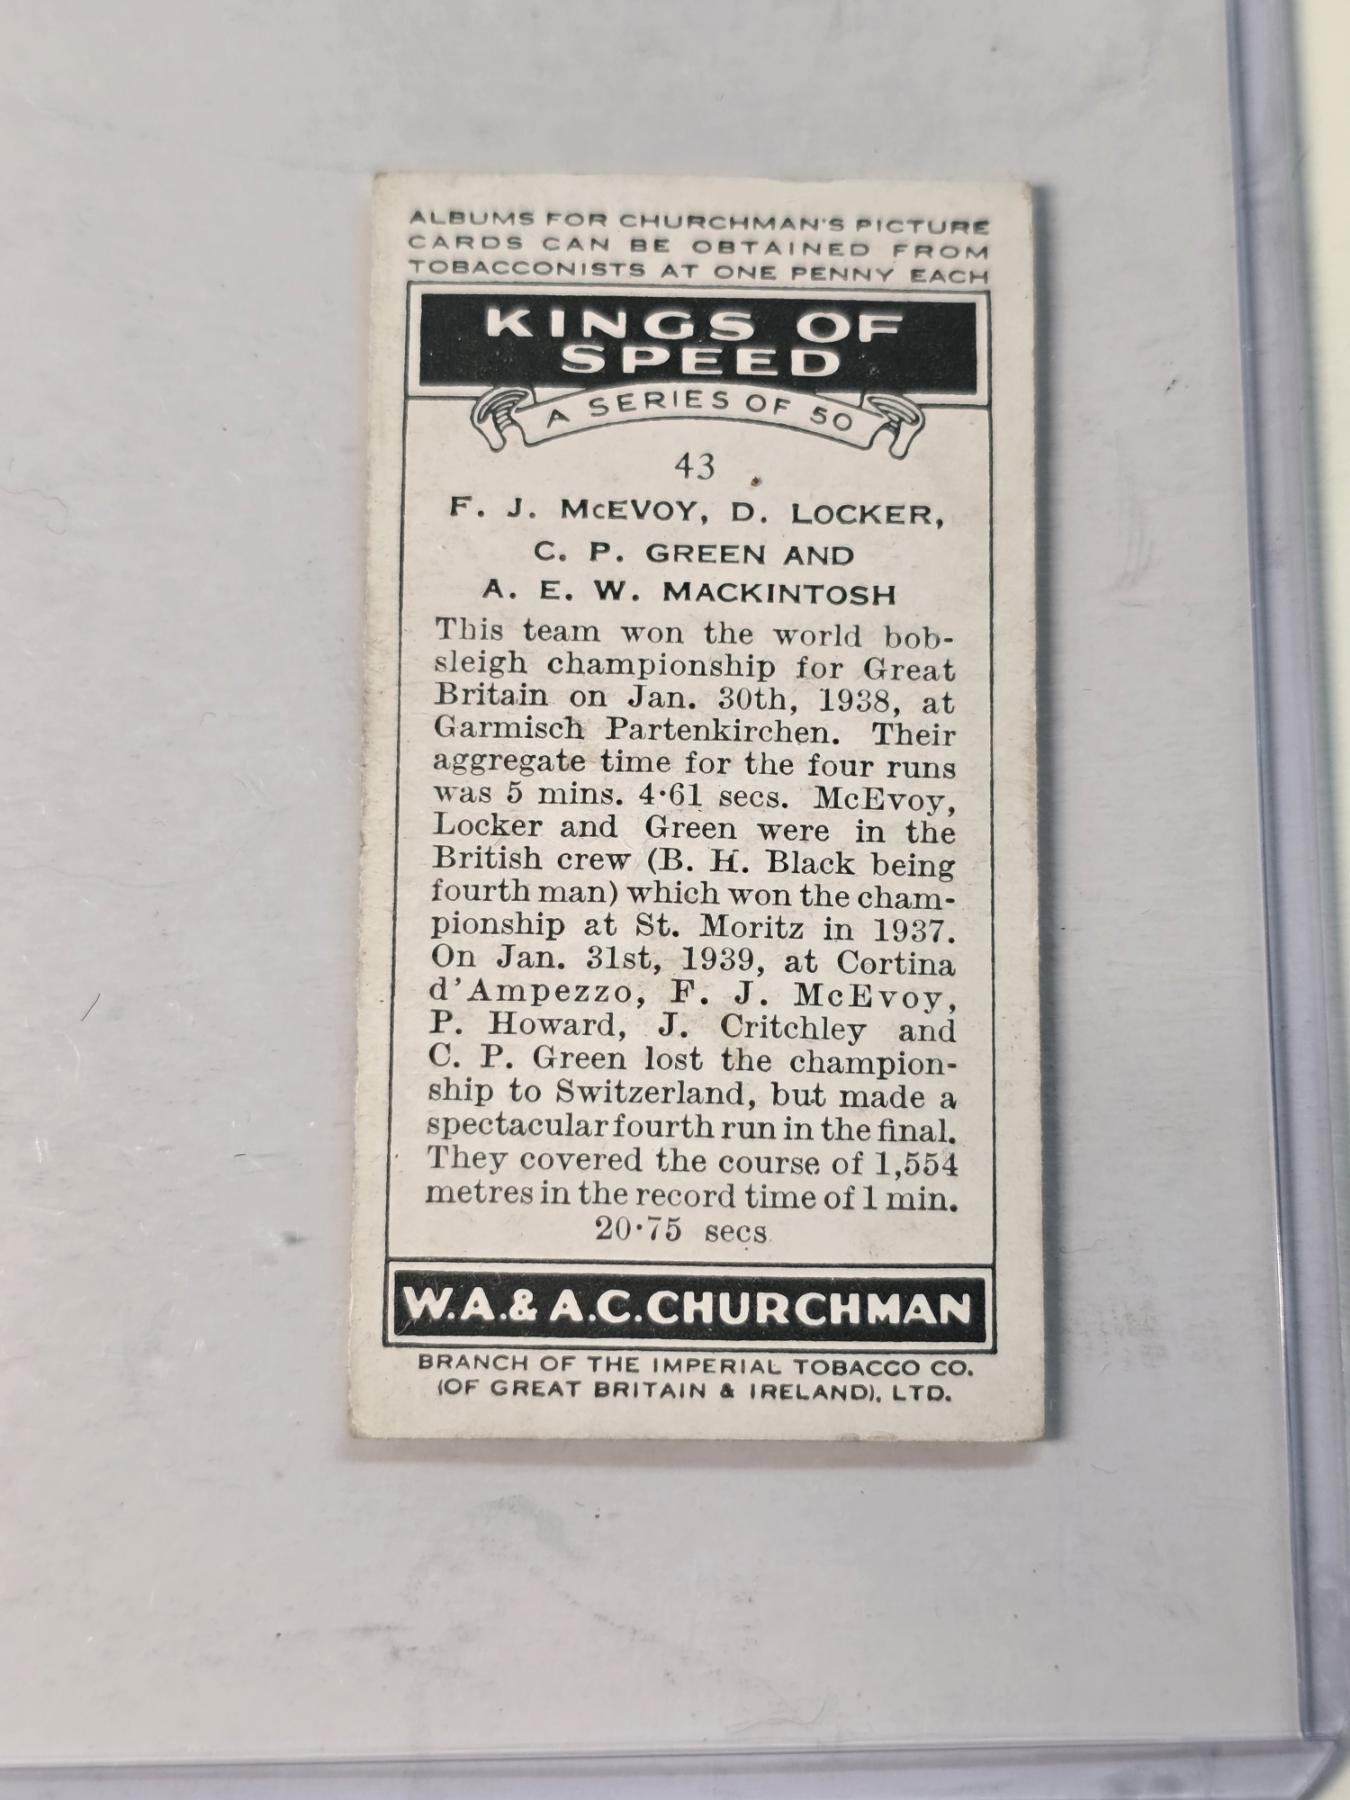 ALBUMS FOR CHURCHMAN'S PICTURE
CARDS CAN BE OBTAINED FROM
TOBACCONISTS AT ONE PENNY EACH
KINGS OF
SPEED
A SERIES OF 50
43
F. J. McEVOY, D. LOCKER,
C. P. GREEN AND
A. E. W. MACKINTOSH
This team won the world bob-
sleigh championship for Great
Britain on Jan. 30th, 1938, at
Garmisch Partenkirchen. Their
aggregate time for the four runs
was 5 mins. 4·61 secs. McEvoy,
Locker and Green were in the
British crew (B. H. Black being
fourth man) which won the cham-
pionship at St. Moritz in 1937.
On Jan. 31st, 1939, at Cortina
d'Ampezzo, F. J. McEvoy,
P. Howard, J. Critchley and
C. P. Green lost the champion-
ship to Switzerland, but made a
spectacular fourth run in the final.
They covered the course of 1,554
metres in the record time of 1 min.
20·75 secs
W.A.& A.C.CHURCHMAN
BRANCH OF THE IMPERIAL TOBACCO CO.
(OF GREAT BRITAIN & IRELAND), LTD.